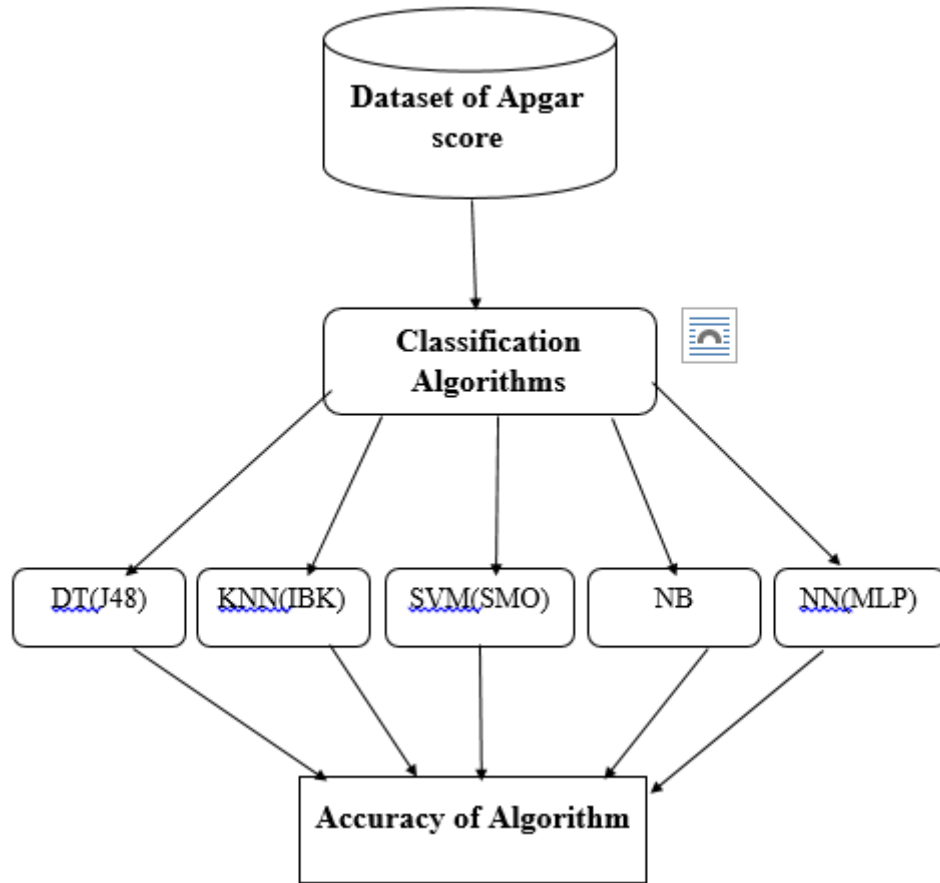 Dataset of Apgar
score
Classification
Algorithms
DT(J48)
KNN(IBK)
SVM(SMO)
NB
NN(MLP)
Accuracy of Algorithm